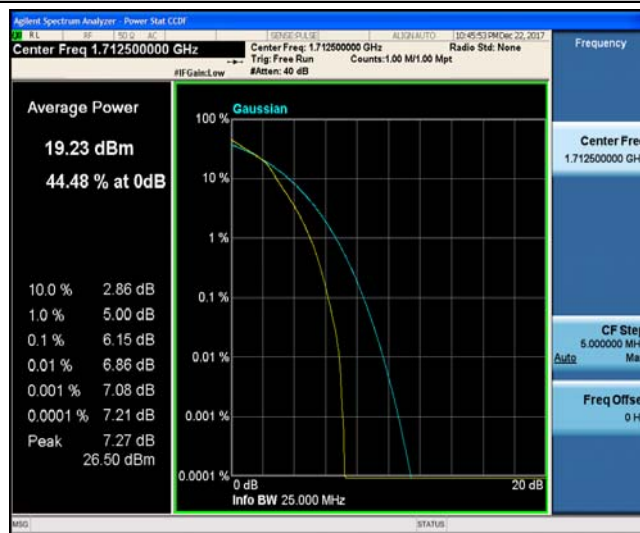 Agilent Spectrum Analyzer - Power Stat CCDF
RL RF 50 Ω AC SENSE:PULSE ALIGN AUTO 10:45:53 PM Dec 22, 2017
Center Freq 1.712500000 GHz
Center Freq: 1.712500000 GHz
Radio Std: None
Trig: Free Run
Counts:1.00 M/1.00 Mpt
#IFGain:Low
#Atten: 40 dB
Frequency
Average Power
19.23 dBm
44.48 % at 0dB
10.0 % 2.86 dB
1.0 % 5.00 dB
0.1 % 6.15 dB
0.01 % 6.86 dB
0.001 % 7.08 dB
0.0001 % 7.21 dB
Peak 7.27 dB
26.50 dBm
Gaussian
100 %
10 %
1 %
0.1 %
0.01 %
0.001 %
0.0001 %
0 dB
20 dB
Info BW 25.000 MHz
Center Fre
1.712500000 GH
CF Step
5.000000 MH
Auto Ma
Freq Offse
0 H
MSG
STATUS